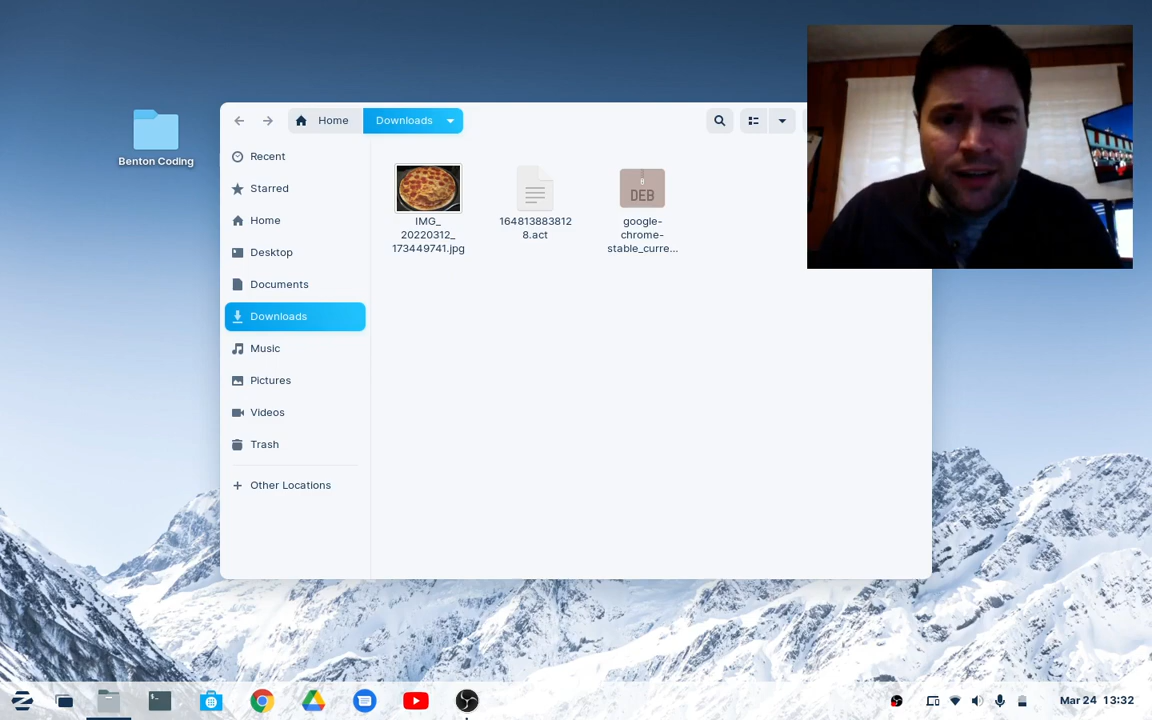 Home
Downloads
Benton Coding
Recent
Starred
Home
Desktop
Documents
Downloads
Music
Pictures
Videos
Trash
Other Locations
IMG_
20220312_
173449741.jpg
164813883812
8.act
DEB
google-
chrome-
stable_curre...
Mar 24 13:32